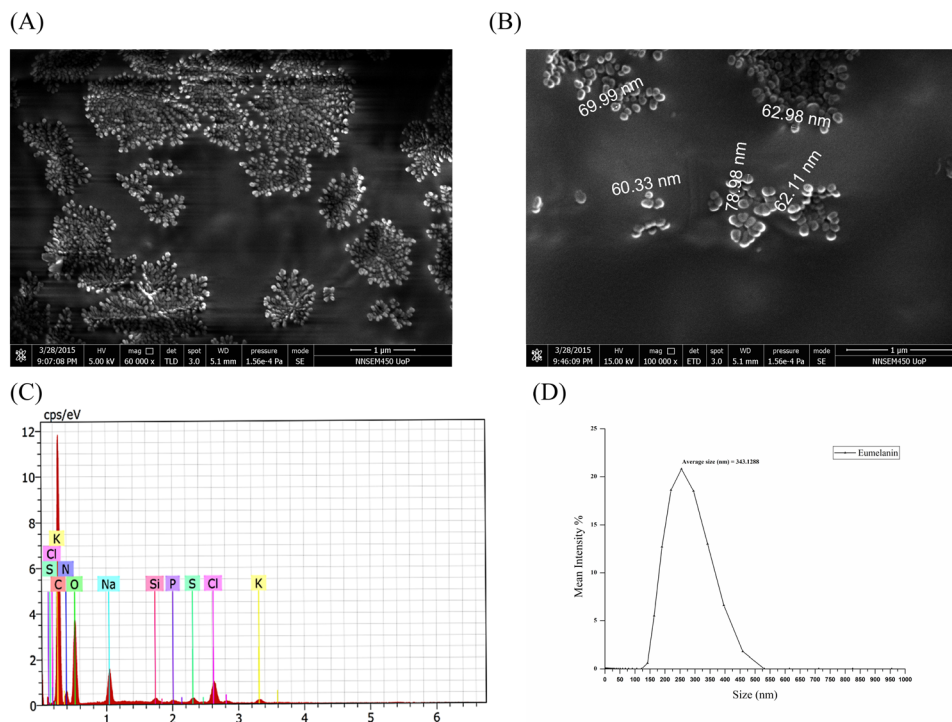 (A)
(B)
69.99 nm
62.98 nm
60.33 nm
78.98 nm
62.11 nm
3/28/2015 HV mag □ det spot WD pressure mode
9:07:08 PM 5.00 kV 60 000 x TLD 3.0 5.1 mm 1.56e-4 Pa SE
1 µm
NNSEM450 UoP
3/28/2015 HV mag □ det spot WD pressure mode
9:46:09 PM 15.00 kV 100 000 x ETD 3.0 5.1 mm 1.56e-4 Pa SE
1 µm
NNSEM450 UoP
(C)
(D)
cps/eV
12
10
8
6
4
2
0
K
Cl
S N
C O Na Si P S Cl K
1 2 3 4 5 6
25
20
15
10
5
0
Mean Intensity %
Average size (nm) = 343.1288
Eumelanin
0 50 100 150 200 250 300 350 400 450 500 550 600 650 700 750 800 850 900 950 1000
Size (nm)